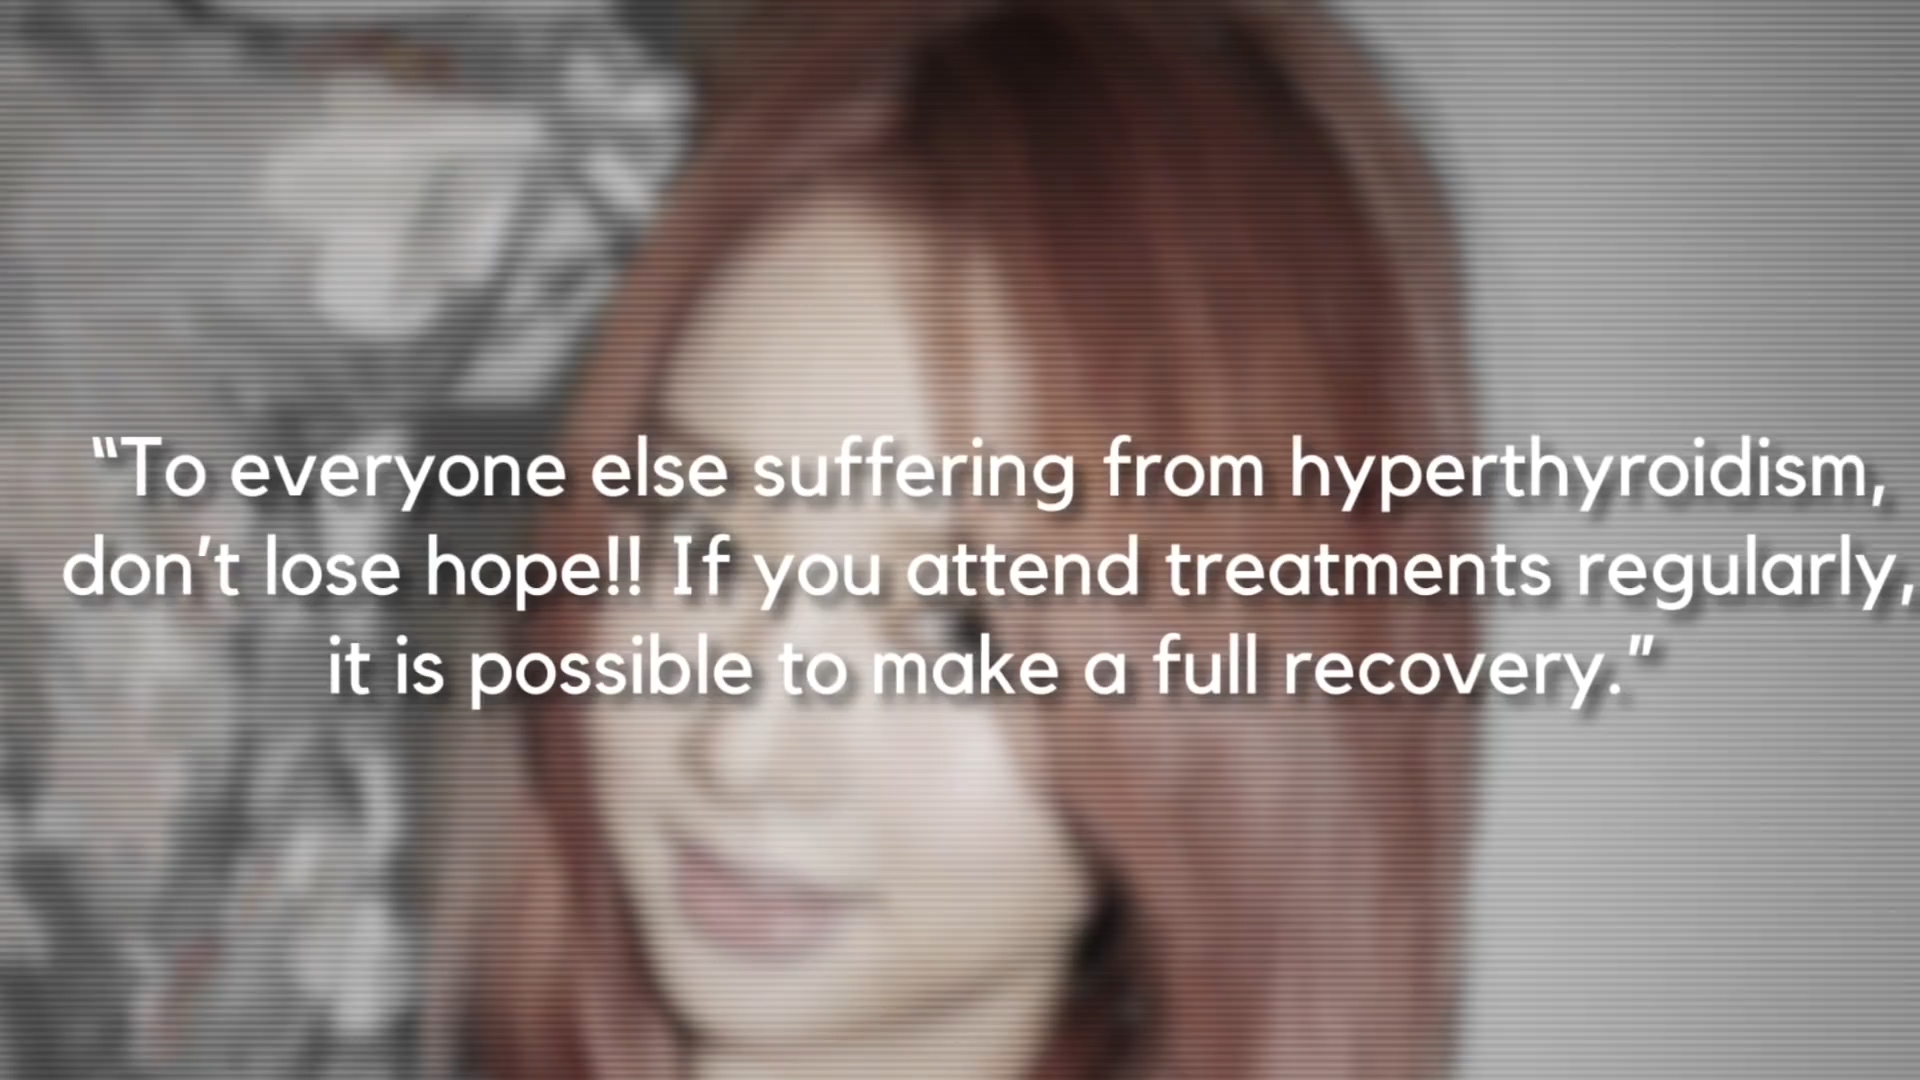 “To everyone else suffering from hyperthyroidism,
don’t lose hope!! If you attend treatments regularly,
it is possible to make a full recovery.”